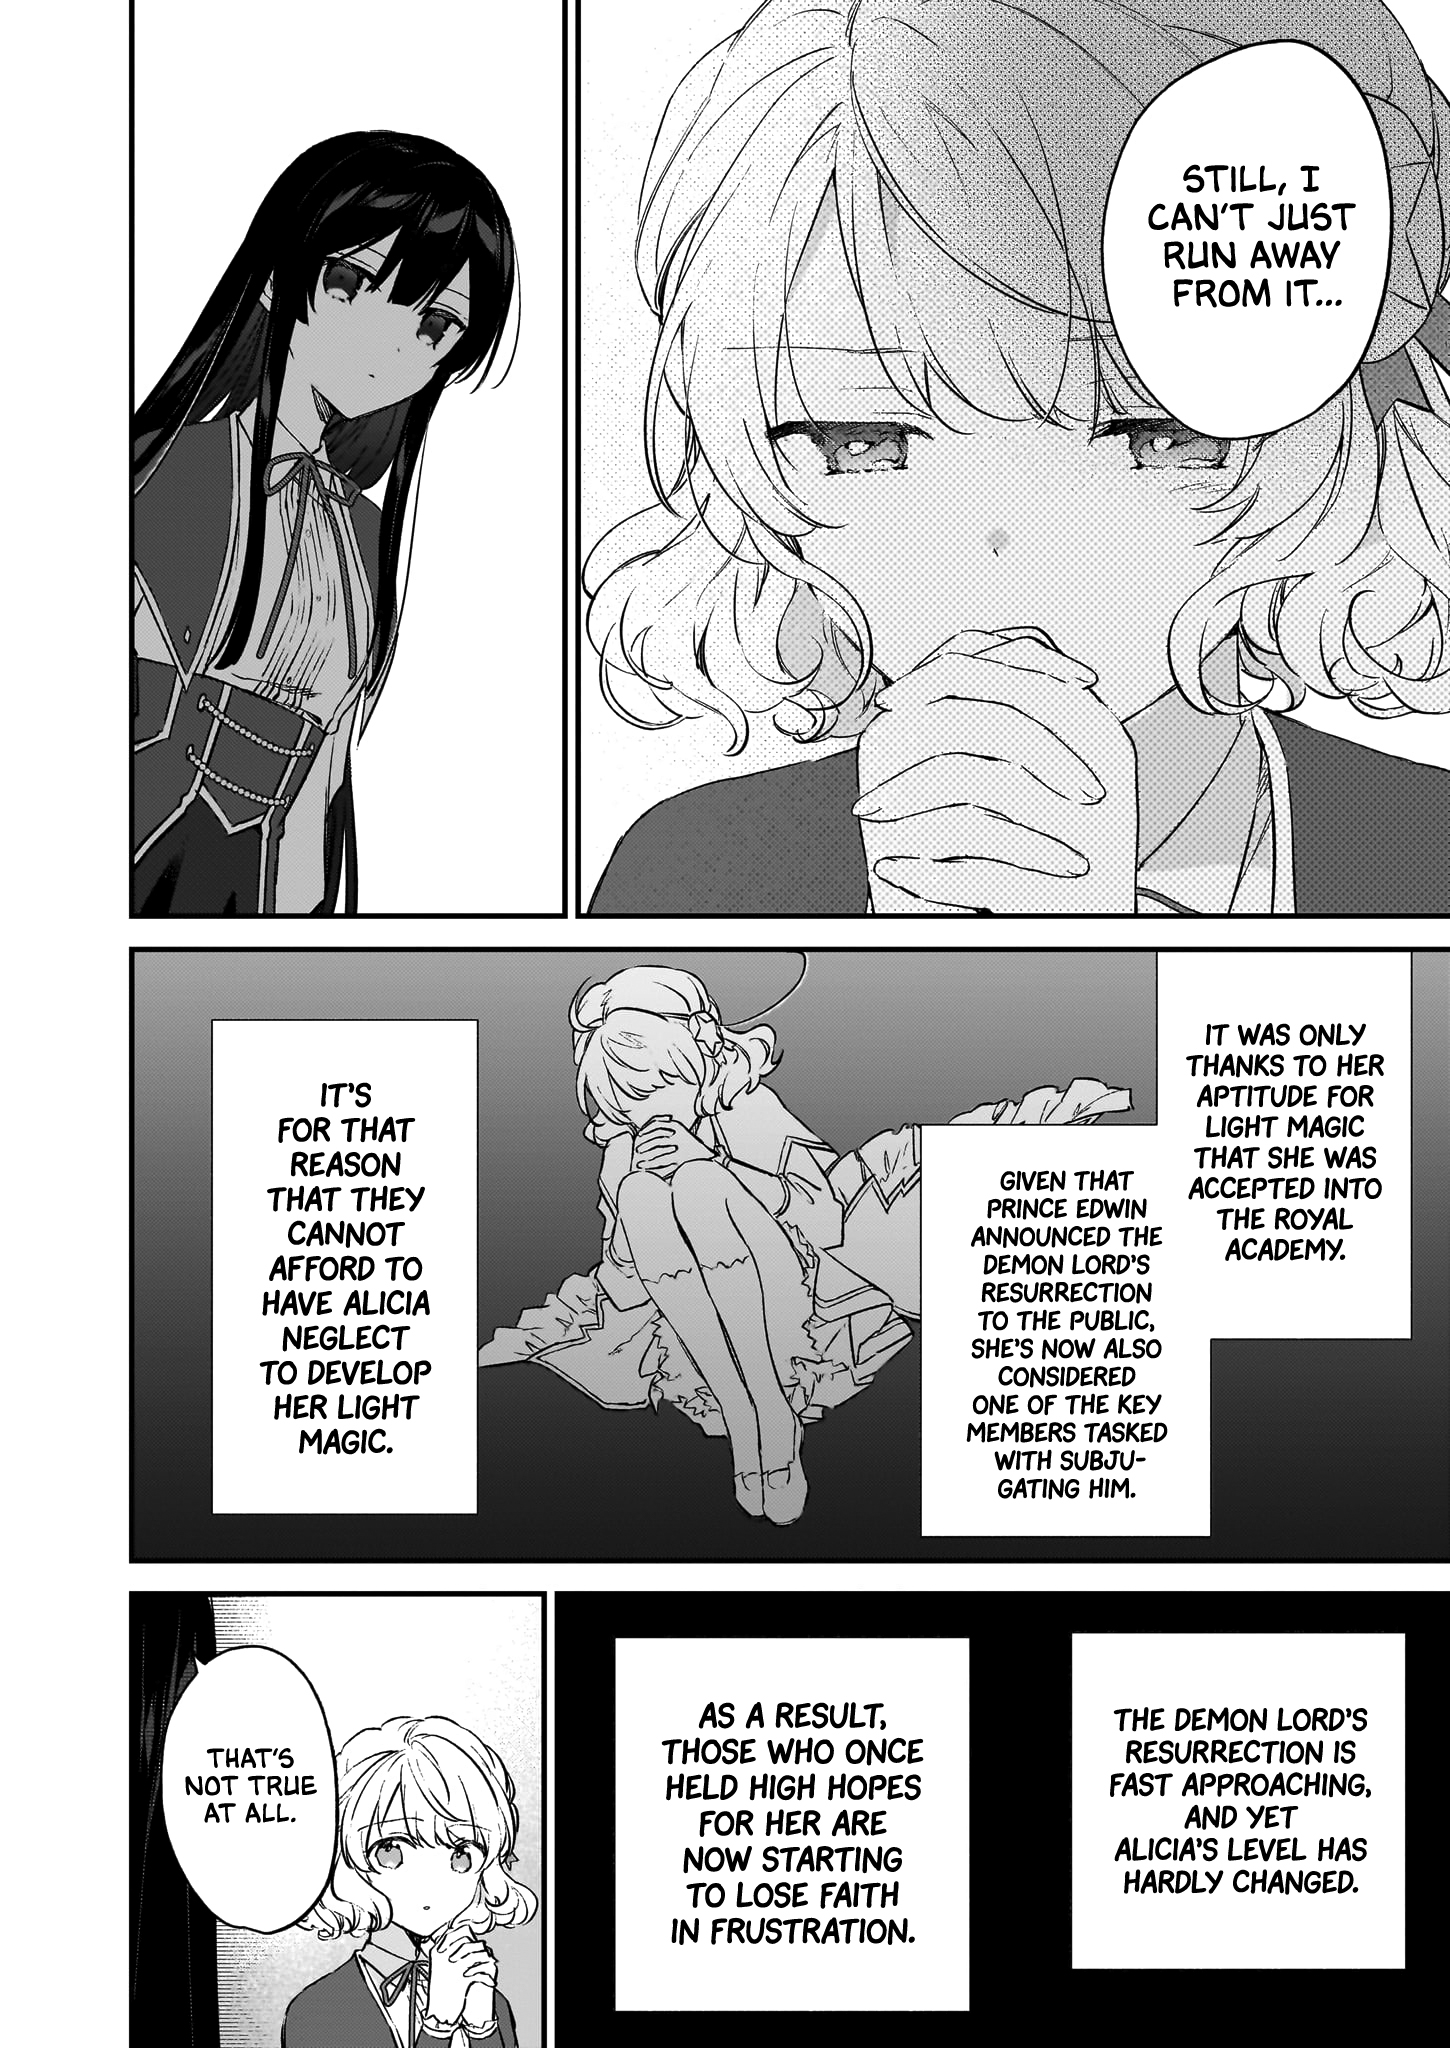 STILL, I
CAN'T JUST
RUN AWAY
FROM IT...
IT WAS ONLY
THANKS TO HER
APTITUDE FOR
LIGHT MAGIC
THAT SHE WAS
ACCEPTED INTO
THE ROYAL
ACADEMY.
GIVEN THAT
PRINCE EDWIN
ANNOUNCED THE
DEMON LORD'S
RESURRECTION
TO THE PUBLIC,
SHE'S NOW ALSO
CONSIDERED
ONE OF THE KEY
MEMBERS TASKED
WITH SUBJU-
GATING HIM.
IT'S
FOR THAT
REASON
THAT THEY
CANNOT
AFFORD TO
HAVE ALICIA
NEGLECT
TO DEVELOP
HER LIGHT
MAGIC.
THE DEMON LORD'S
RESURRECTION IS
FAST APPROACHING,
AND YET
ALICIA'S LEVEL HAS
HARDLY CHANGED.
AS A RESULT,
THOSE WHO ONCE
HELD HIGH HOPES
FOR HER ARE
NOW STARTING
TO LOSE FAITH
IN FRUSTRATION.
THAT'S
NOT TRUE
AT ALL.